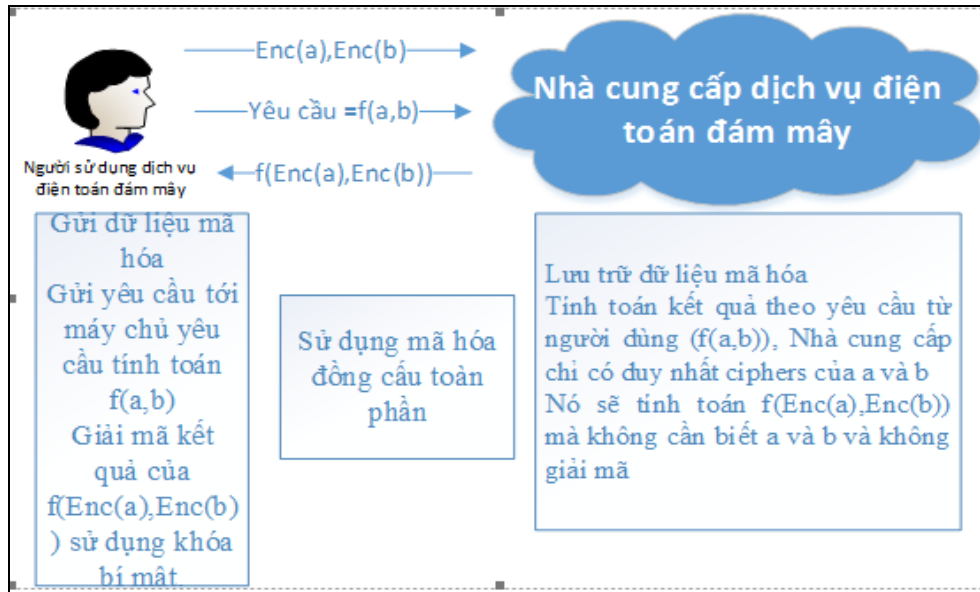 Enc(a),Enc(b)
Yêu cầu =f(a,b)
f(Enc(a),Enc(b))
Người sử dụng dịch vụ
điện toán đám mây
Nhà cung cấp dịch vụ điện
toán đám mây
Gửi dữ liệu mã
hóa
Gửi yêu cầu tới
máy chủ yêu
cầu tính toán
f(a,b)
Giải mã kết
quả của
f(Enc(a),Enc(b)
) sử dụng khóa
bí mật
Sử dụng mã hóa
đồng cấu toàn
phần
Lưu trữ dữ liệu mã hóa
Tính toán kết quả theo yêu cầu từ
người dùng (f(a,b)), Nhà cung cấp
chỉ có duy nhất ciphers của a và b
Nó sẽ tính toán f(Enc(a),Enc(b))
mà không cần biết a và b và không
giải mã